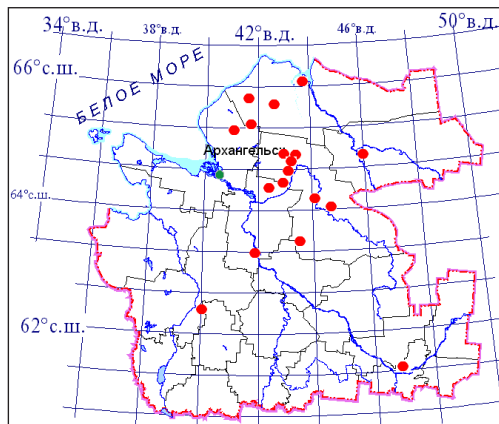 34°в.д.
38°в.д.
42°в.д.
46°в.д.
50°в.д.
66°с.ш.
БЕЛОЕ МОРЕ
Архангельск
64°с.ш.
62°с.ш.